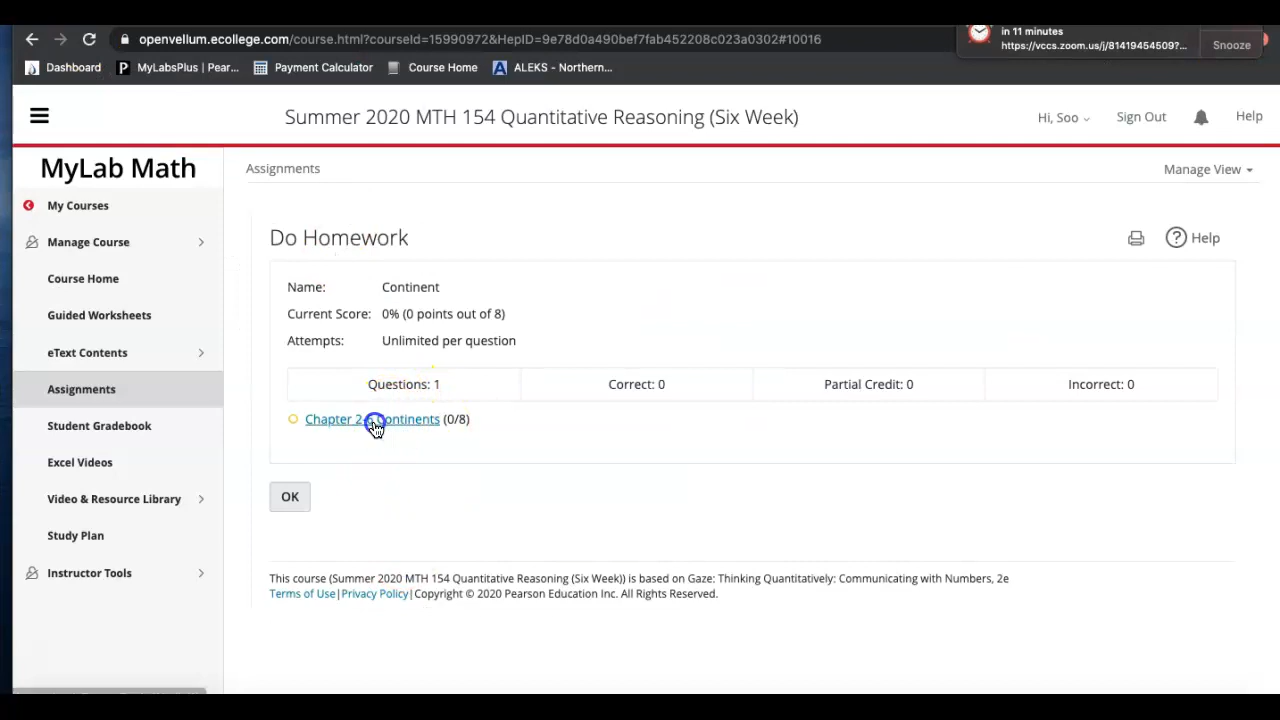 in 11 minutes
openvellum.ecollege.com/course.html?courseId=15990972&HepID=9e78d0a490bef7fab452208c023a0302#10016
https://vccs.zoom.us/j/81419454509?...
Snooze
Dashboard
MyLabsPlus | Pear...
Payment Calculator
Course Home
ALEKS - Northern...
Summer 2020 MTH 154 Quantitative Reasoning (Six Week)
Hi, Soo
Sign Out
Help
MyLab Math
Assignments
Manage View
My Courses
Manage Course
Course Home
Guided Worksheets
eText Contents
Assignments
Student Gradebook
Excel Videos
Video & Resource Library
Study Plan
Instructor Tools
Do Homework
Help
Name: Continent
Current Score: 0% (0 points out of 8)
Attempts: Unlimited per question
Questions: 1 Correct: 0 Partial Credit: 0 Incorrect: 0
Chapter 2 Continents (0/8)
OK
This course (Summer 2020 MTH 154 Quantitative Reasoning (Six Week)) is based on Gaze: Thinking Quantitatively: Communicating with Numbers, 2e
Terms of Use|Privacy Policy|Copyright © 2020 Pearson Education Inc. All Rights Reserved.